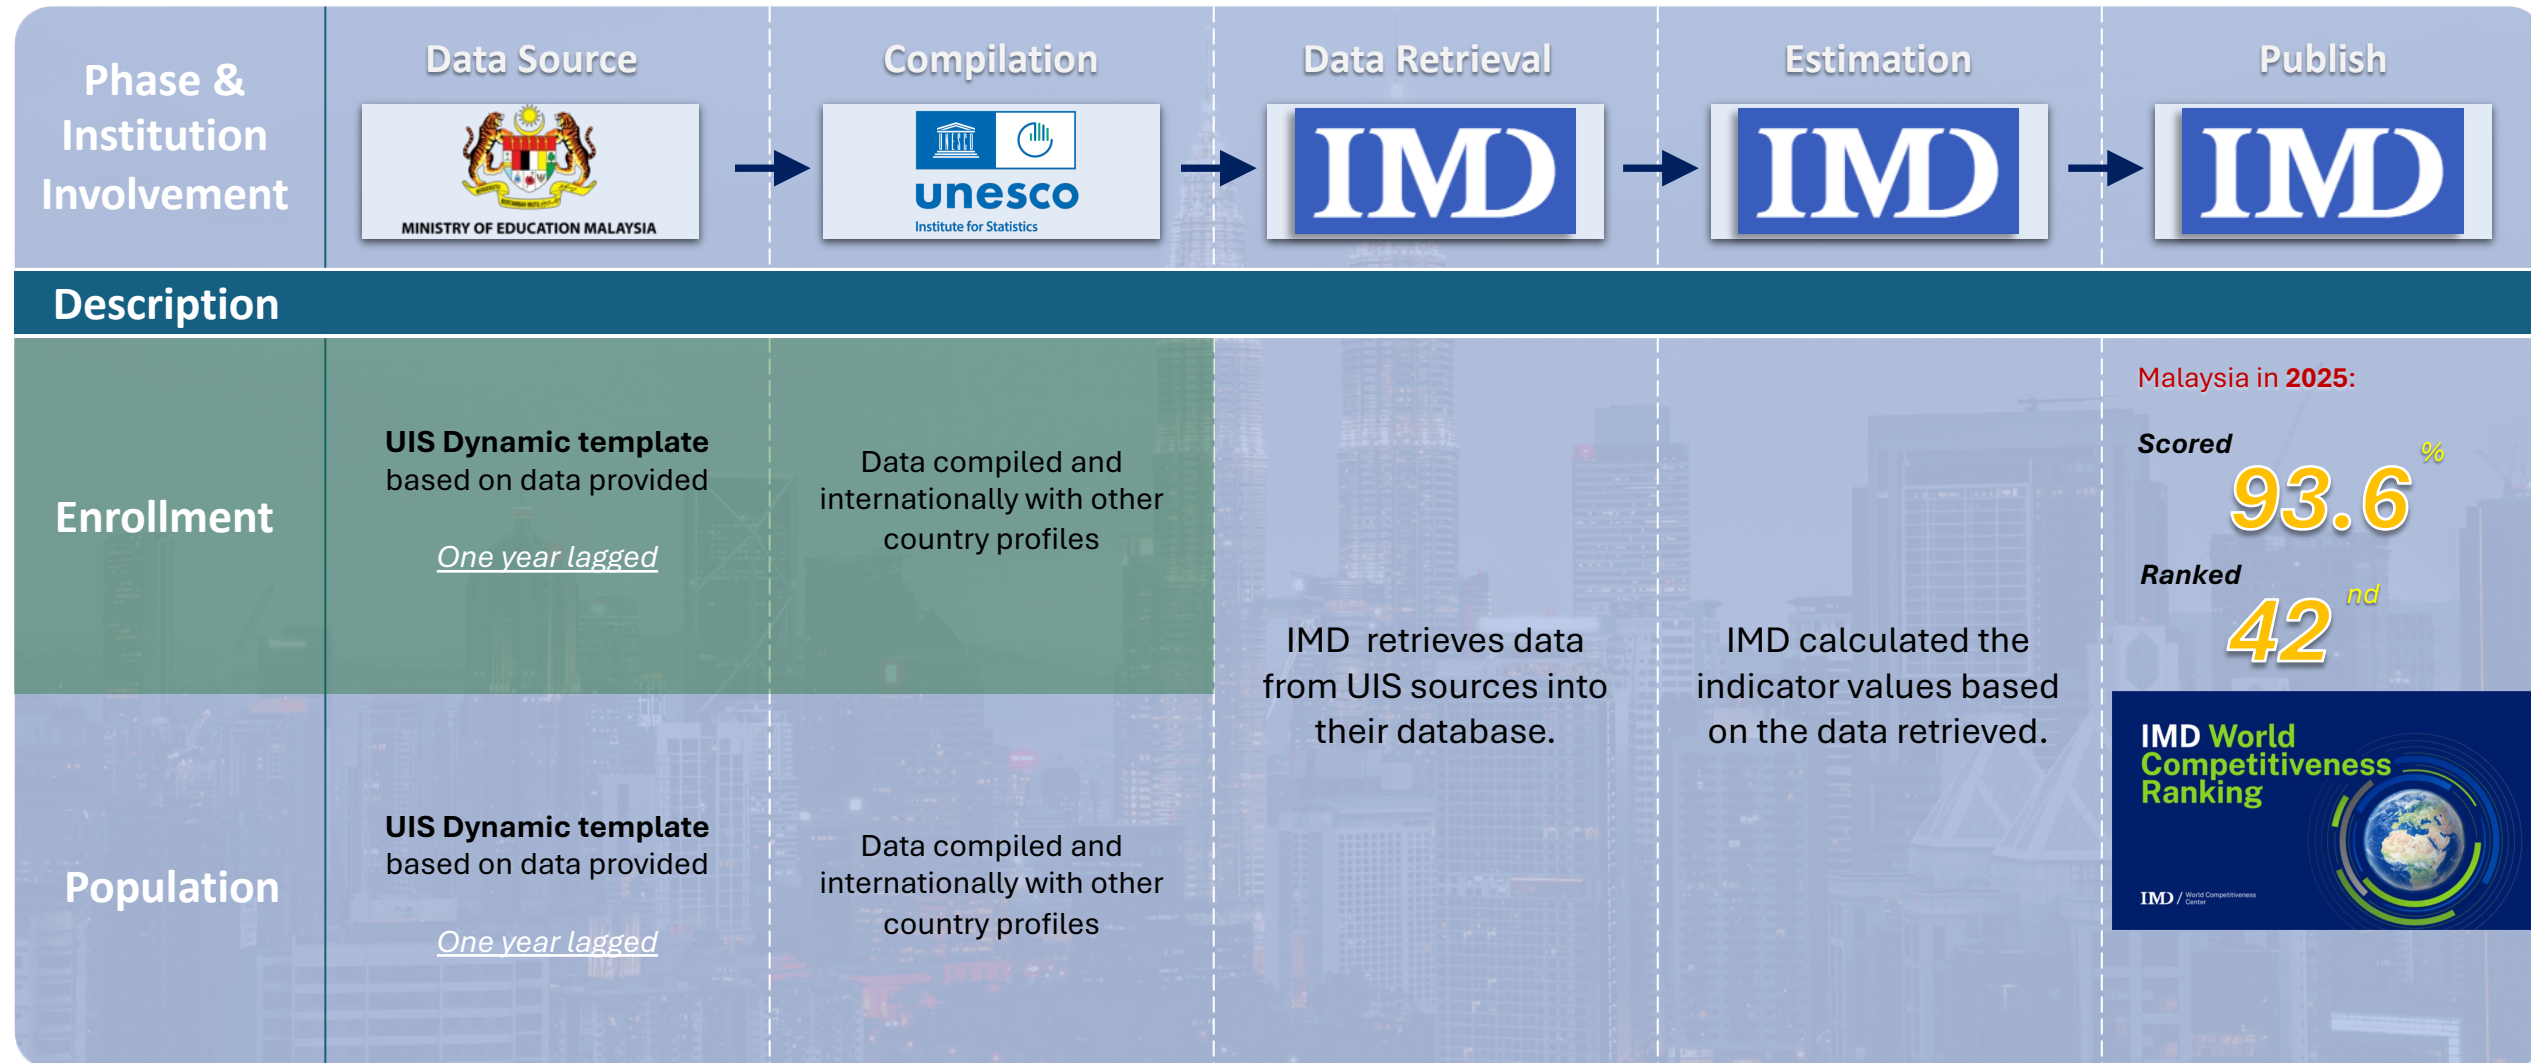 Phase &
Institution
Involvement
Data Source
MINISTRY OF EDUCATION MALAYSIA
Compilation
unesco
Institute for Statistics
Data Retrieval
IMD
Estimation
IMD
Publish
IMD
Description
Enrollment
UIS Dynamic template
based on data provided
One year lagged
Data compiled and
internationally with other
country profiles
Population
UIS Dynamic template
based on data provided
One year lagged
Data compiled and
internationally with other
country profiles
IMD retrieves data
from UIS sources into
their database.
IMD calculated the
indicator values based
on the data retrieved.
Malaysia in 2025:
Scored
93.6 %
Ranked
42 nd
IMD World
Competitiveness
Ranking
IMD / World Competitiveness
Center